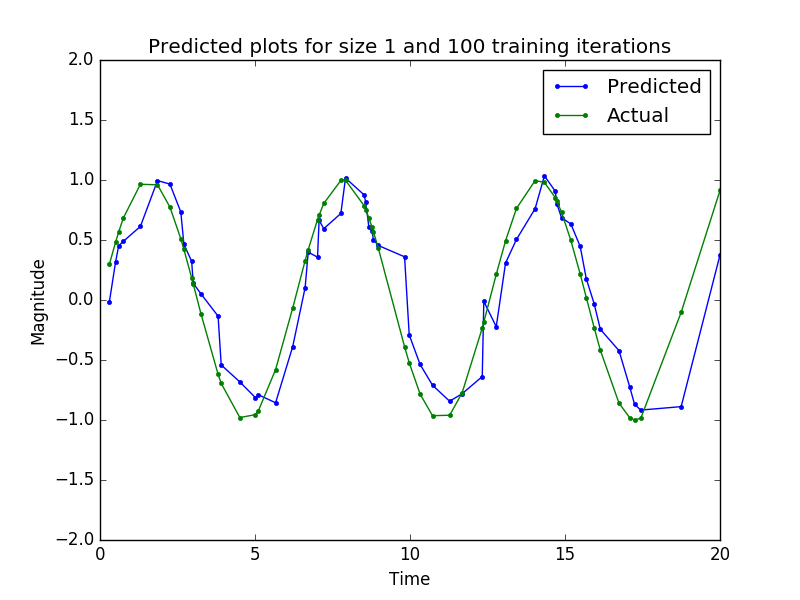 Predicted plots for size 1 and 100 training iterations
2.0
1.5
1.0
0.5
0.0
−0.5
−1.0
−1.5
−2.0
Magnitude
Predicted
Actual
0 5 10 15 20
Time